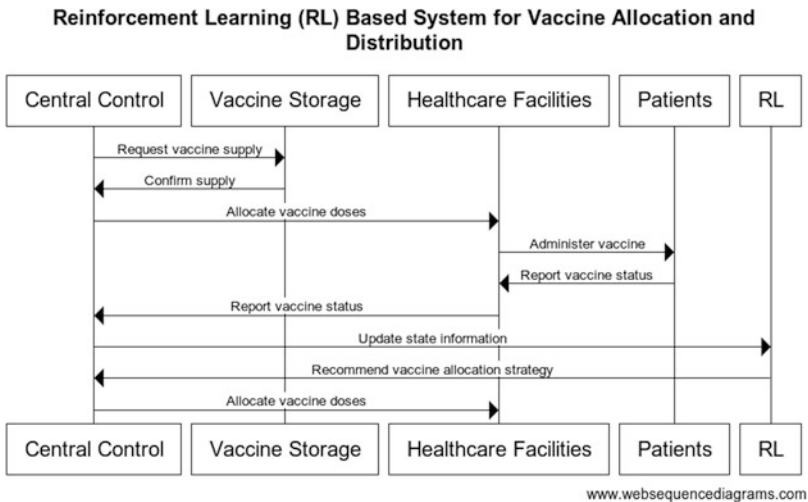 Reinforcement Learning (RL) Based System for Vaccine Allocation and
Distribution
Central Control Vaccine Storage Healthcare Facilities Patients RL
Request vaccine supply
Confirm supply
Allocate vaccine doses
Administer vaccine
Report vaccine status
Report vaccine status
Update state information
Recommend vaccine allocation strategy
Allocate vaccine doses
Central Control Vaccine Storage Healthcare Facilities Patients RL
www.websequencediagrams.com